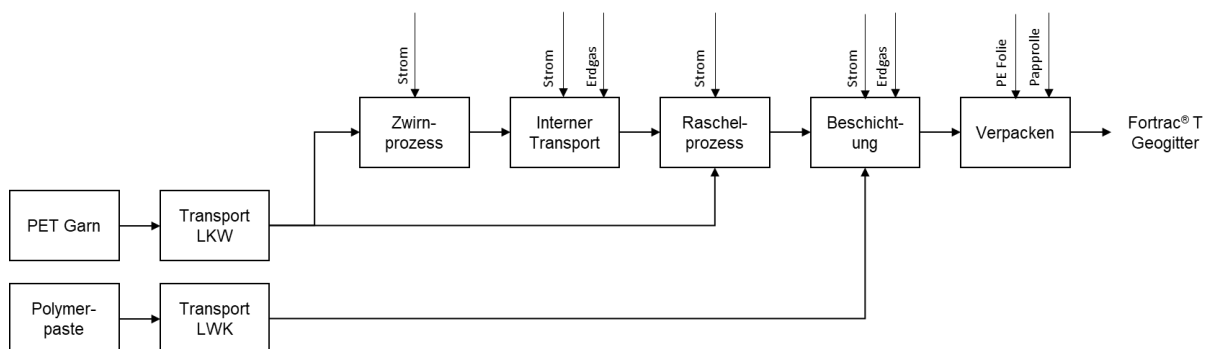 Strom
Strom
Erdgas
Strom
Strom
Erdgas
PE Folie
Papprolle
Zwirn-
prozess
Interner
Transport
Raschel-
prozess
Beschicht-
ung
Verpacken
Fortrac® T
Geogitter
PET Garn
Transport
LKW
Polymer-
paste
Transport
LWK